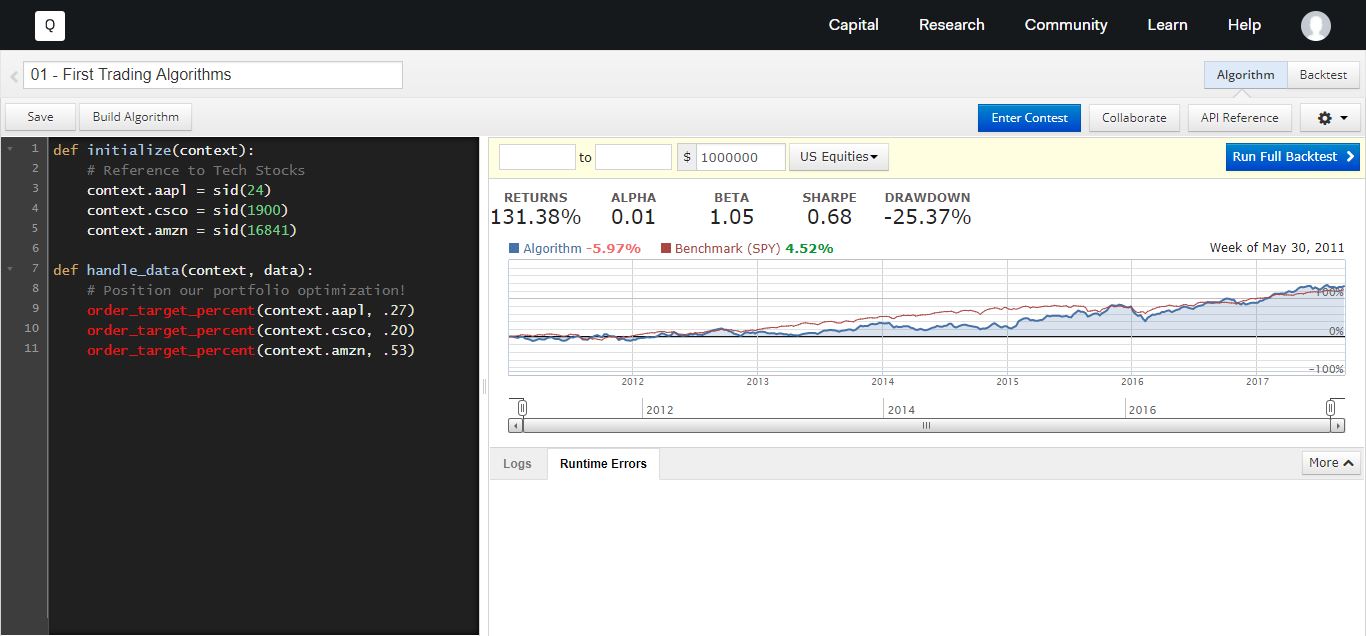 Q
Capital Research Community Learn Help
01 - First Trading Algorithms
Algorithm Backtest
Save Build Algorithm
Enter Contest Collaborate API Reference
1 def initialize(context):
2 # Reference to Tech Stocks
3 context.aapl = sid(24)
4 context.csco = sid(1900)
5 context.amzn = sid(16841)
6
7 def handle_data(context, data):
8 # Position our portfolio optimization!
9 order_target_percent(context.aapl, .27)
10 order_target_percent(context.csco, .20)
11 order_target_percent(context.amzn, .53)
to $ 1000000 US Equities Run Full Backtest
RETURNS ALPHA BETA SHARPE DRAWDOWN
131.38% 0.01 1.05 0.68 -25.37%
Algorithm -5.97% Benchmark (SPY) 4.52% Week of May 30, 2011
100%
0%
-100%
2012 2013 2014 2015 2016 2017
2012 2014 2016
Logs Runtime Errors More